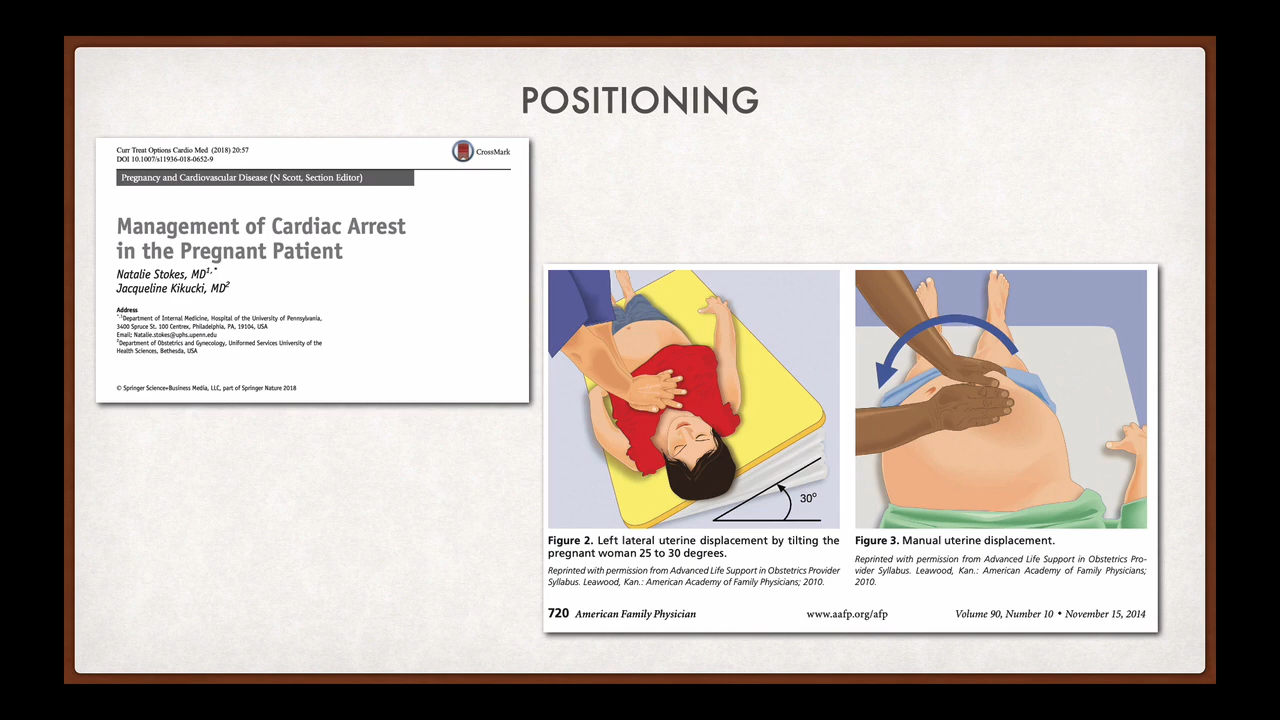 POSITIONING
Curr Treat Options Cardio Med (2018) 20:57
DOI 10.1007/s11936-018-0652-9
CrossMark
Pregnancy and Cardiovascular Disease (N Scott, Section Editor)
Management of Cardiac Arrest
in the Pregnant Patient
Natalie Stokes, MD1,*
Jacqueline Kikucki, MD2
Address
*,1Department of Internal Medicine, Hospital of the University of Pennsylvania,
3400 Spruce St. 100 Centrex, Philadelphia, PA, 19104, USA
Email: Natalie.stokes@uphs.upenn.edu
2Department of Obstetrics and Gynecology, Uniformed Services University of the
Health Sciences, Bethesda, USA
© Springer Science+Business Media, LLC, part of Springer Nature 2018
30º
Figure 2. Left lateral uterine displacement by tilting the
pregnant woman 25 to 30 degrees.
Reprinted with permission from Advanced Life Support in Obstetrics Provider
Syllabus. Leawood, Kan.: American Academy of Family Physicians; 2010.
Figure 3. Manual uterine displacement.
Reprinted with permission from Advanced Life Support in Obstetrics Pro-
vider Syllabus. Leawood, Kan.: American Academy of Family Physicians;
2010.
720 American Family Physician
www.aafp.org/afp
Volume 90, Number 10 • November 15, 2014